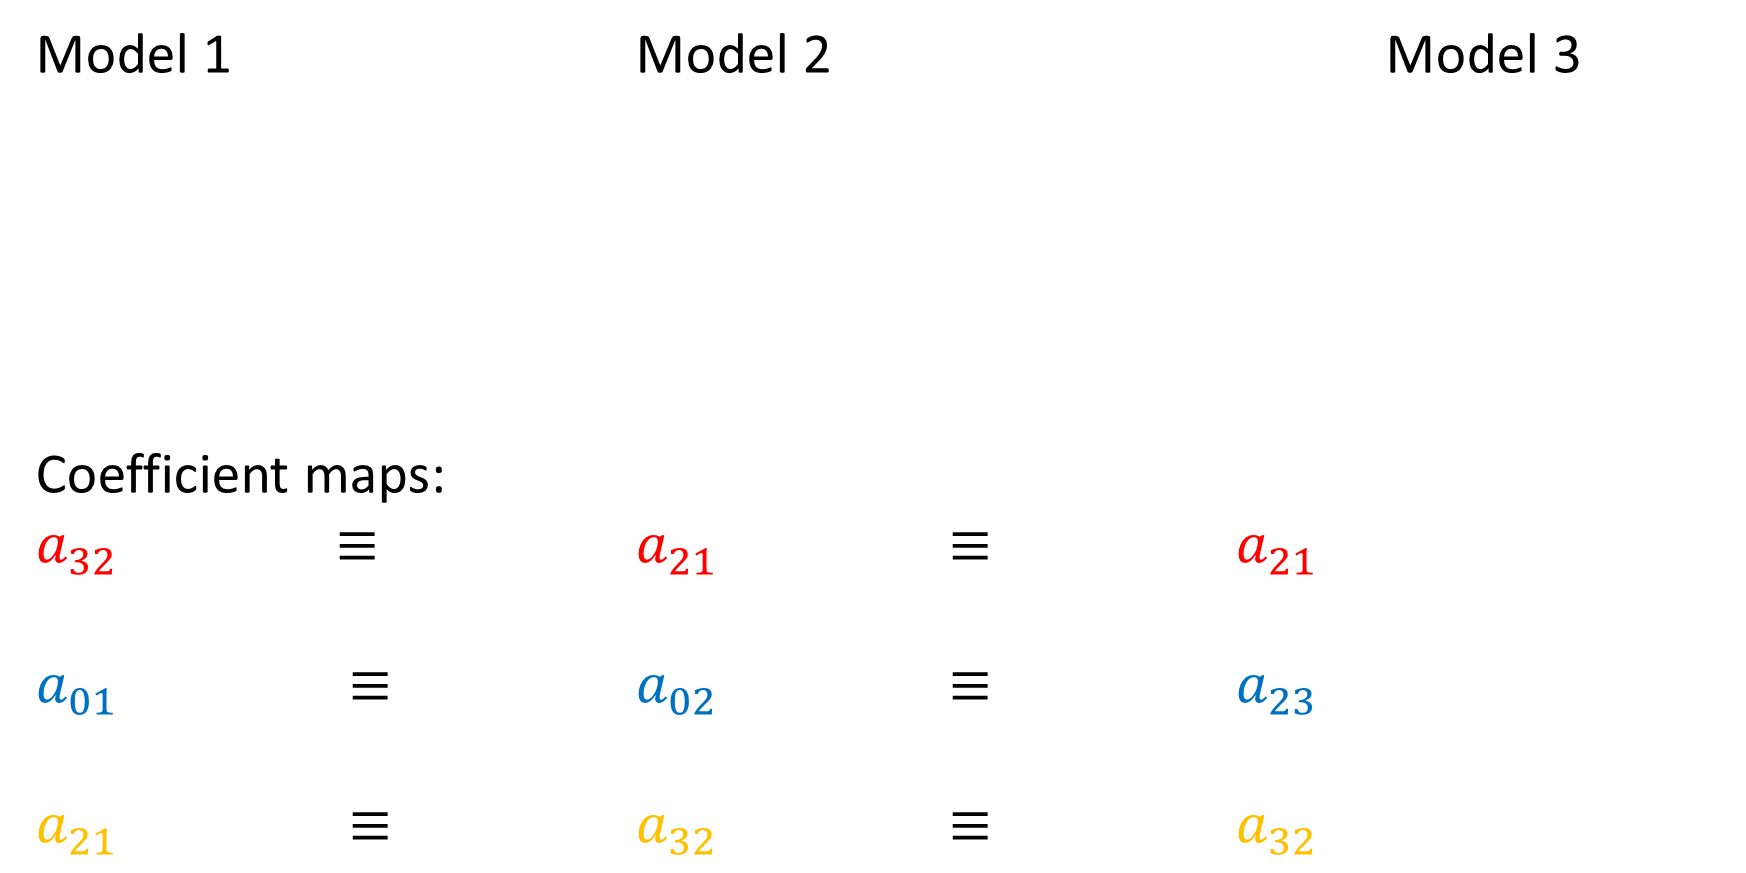 Model 1 Model 2 Model 3
Coefficient maps:
a₃₂ ≡ a₂₁ ≡ a₂₁
a₀₁ ≡ a₀₂ ≡ a₂₃
a₂₁ ≡ a₃₂ ≡ a₃₂